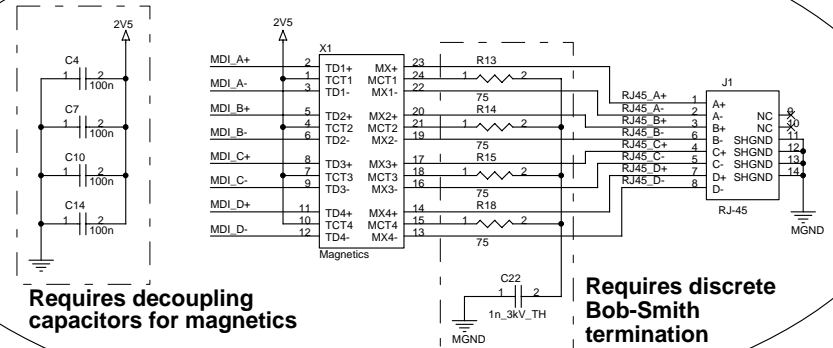 2V5
C4
1 2
100n
C7
1 2
100n
C10
1 2
100n
C14
1 2
100n
Requires decoupling
capacitors for magnetics
2V5
X1
MDI_A+ 2 TD1+ MX+ 23
1 TCT1 MCT1 24
MDI_A- 3 TD1- MX1- 22
MDI_B+ 5 TD2+ MX2+ 20
4 TCT2 MCT2 21
MDI_B- 6 TD2- MX2- 19
MDI_C+ 8 TD3+ MX3+ 17
7 TCT3 MCT3 18
MDI_C- 9 TD3- MX3- 16
MDI_D+ 11 TD4+ MX4+ 14
10 TCT4 MCT4 15
MDI_D- 12 TD4- MX4- 13
Magnetics
R13
1 2
75
R14
1 2
75
R15
1 2
75
R18
1 2
75
C22
1 2
1n_3kV_TH
MGND
Requires discrete
Bob-Smith
termination
J1
RJ45_A+ 1 A+
RJ45_A- 2 A- NC 9
RJ45_B+ 3 B+ NC 10
RJ45_B- 6 B- SHGND 11
RJ45_C+ 4 C+ SHGND 12
RJ45_C- 5 C- SHGND 13
RJ45_D+ 7 D+ SHGND 14
RJ45_D- 8 D-
RJ-45
MGND